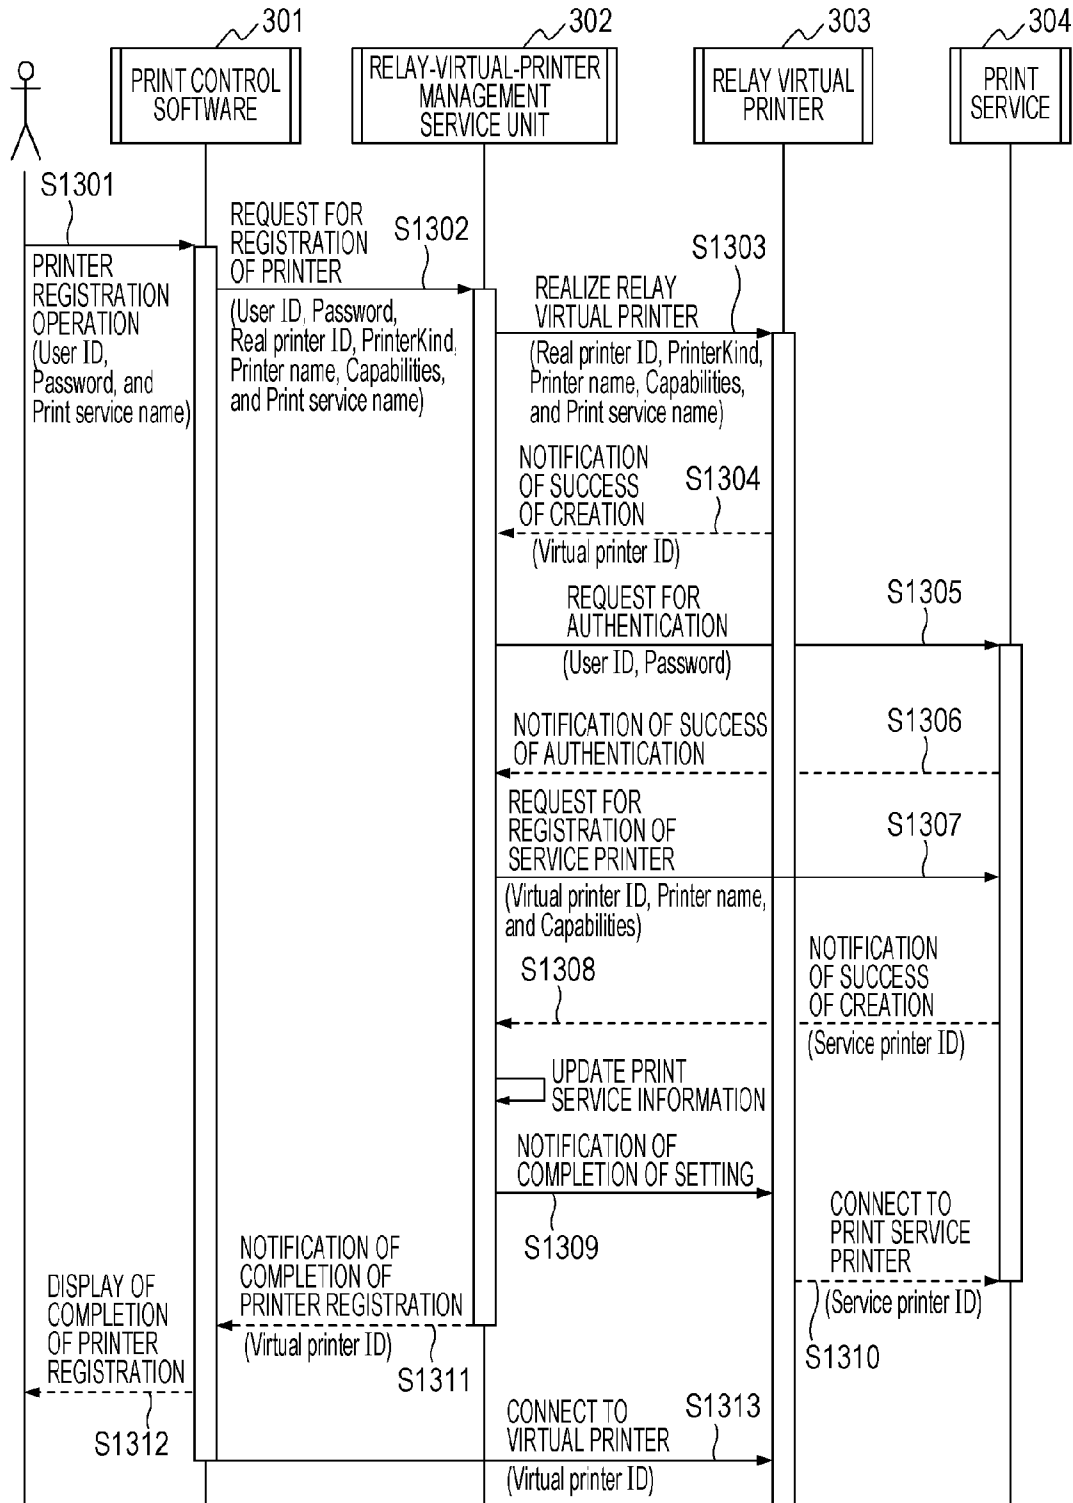 301
302
303
304
PRINT CONTROL
SOFTWARE
RELAY-VIRTUAL-PRINTER
MANAGEMENT
SERVICE UNIT
RELAY VIRTUAL
PRINTER
PRINT
SERVICE
S1301
PRINTER
REGISTRATION
OPERATION
(User ID,
Password, and
Print service name)
REQUEST FOR
REGISTRATION
OF PRINTER
S1302
(User ID, Password,
Real printer ID, PrinterKind,
Printer name, Capabilities,
and Print service name)
S1303
REALIZE RELAY
VIRTUAL PRINTER
(Real printer ID, PrinterKind,
Printer name, Capabilities,
and Print service name)
NOTIFICATION
OF SUCCESS
OF CREATION
S1304
(Virtual printer ID)
REQUEST FOR
AUTHENTICATION
S1305
(User ID, Password)
NOTIFICATION OF SUCCESS
OF AUTHENTICATION
S1306
REQUEST FOR
REGISTRATION OF
SERVICE PRINTER
S1307
(Virtual printer ID, Printer name,
and Capabilities)
S1308
NOTIFICATION
OF SUCCESS
OF CREATION
(Service printer ID)
UPDATE PRINT
SERVICE INFORMATION
NOTIFICATION OF
COMPLETION OF SETTING
S1309
CONNECT TO
PRINT SERVICE
PRINTER
(Service printer ID)
S1310
NOTIFICATION OF
COMPLETION OF
PRINTER REGISTRATION
(Virtual printer ID)
S1311
DISPLAY OF
COMPLETION
OF PRINTER
REGISTRATION
S1312
CONNECT TO
VIRTUAL PRINTER
S1313
(Virtual printer ID)